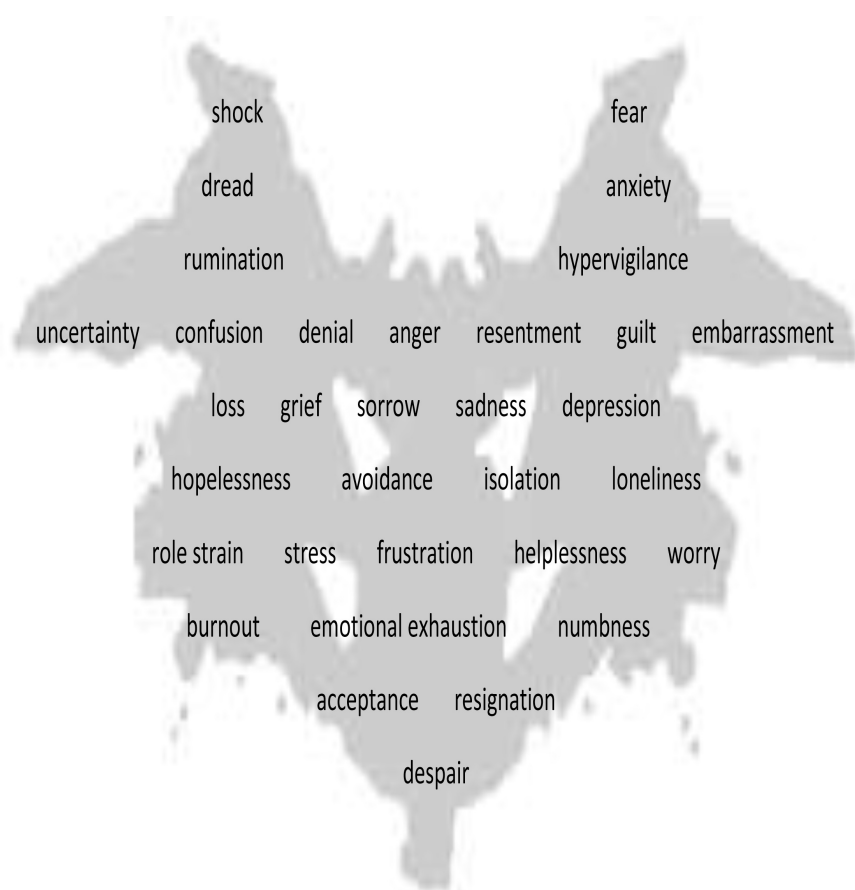 shock fear
dread anxiety
rumination hypervigilance
uncertainty confusion denial anger resentment guilt embarrassment
loss grief sorrow sadness depression
hopelessness avoidance isolation loneliness
role strain stress frustration helplessness worry
burnout emotional exhaustion numbness
acceptance resignation
despair